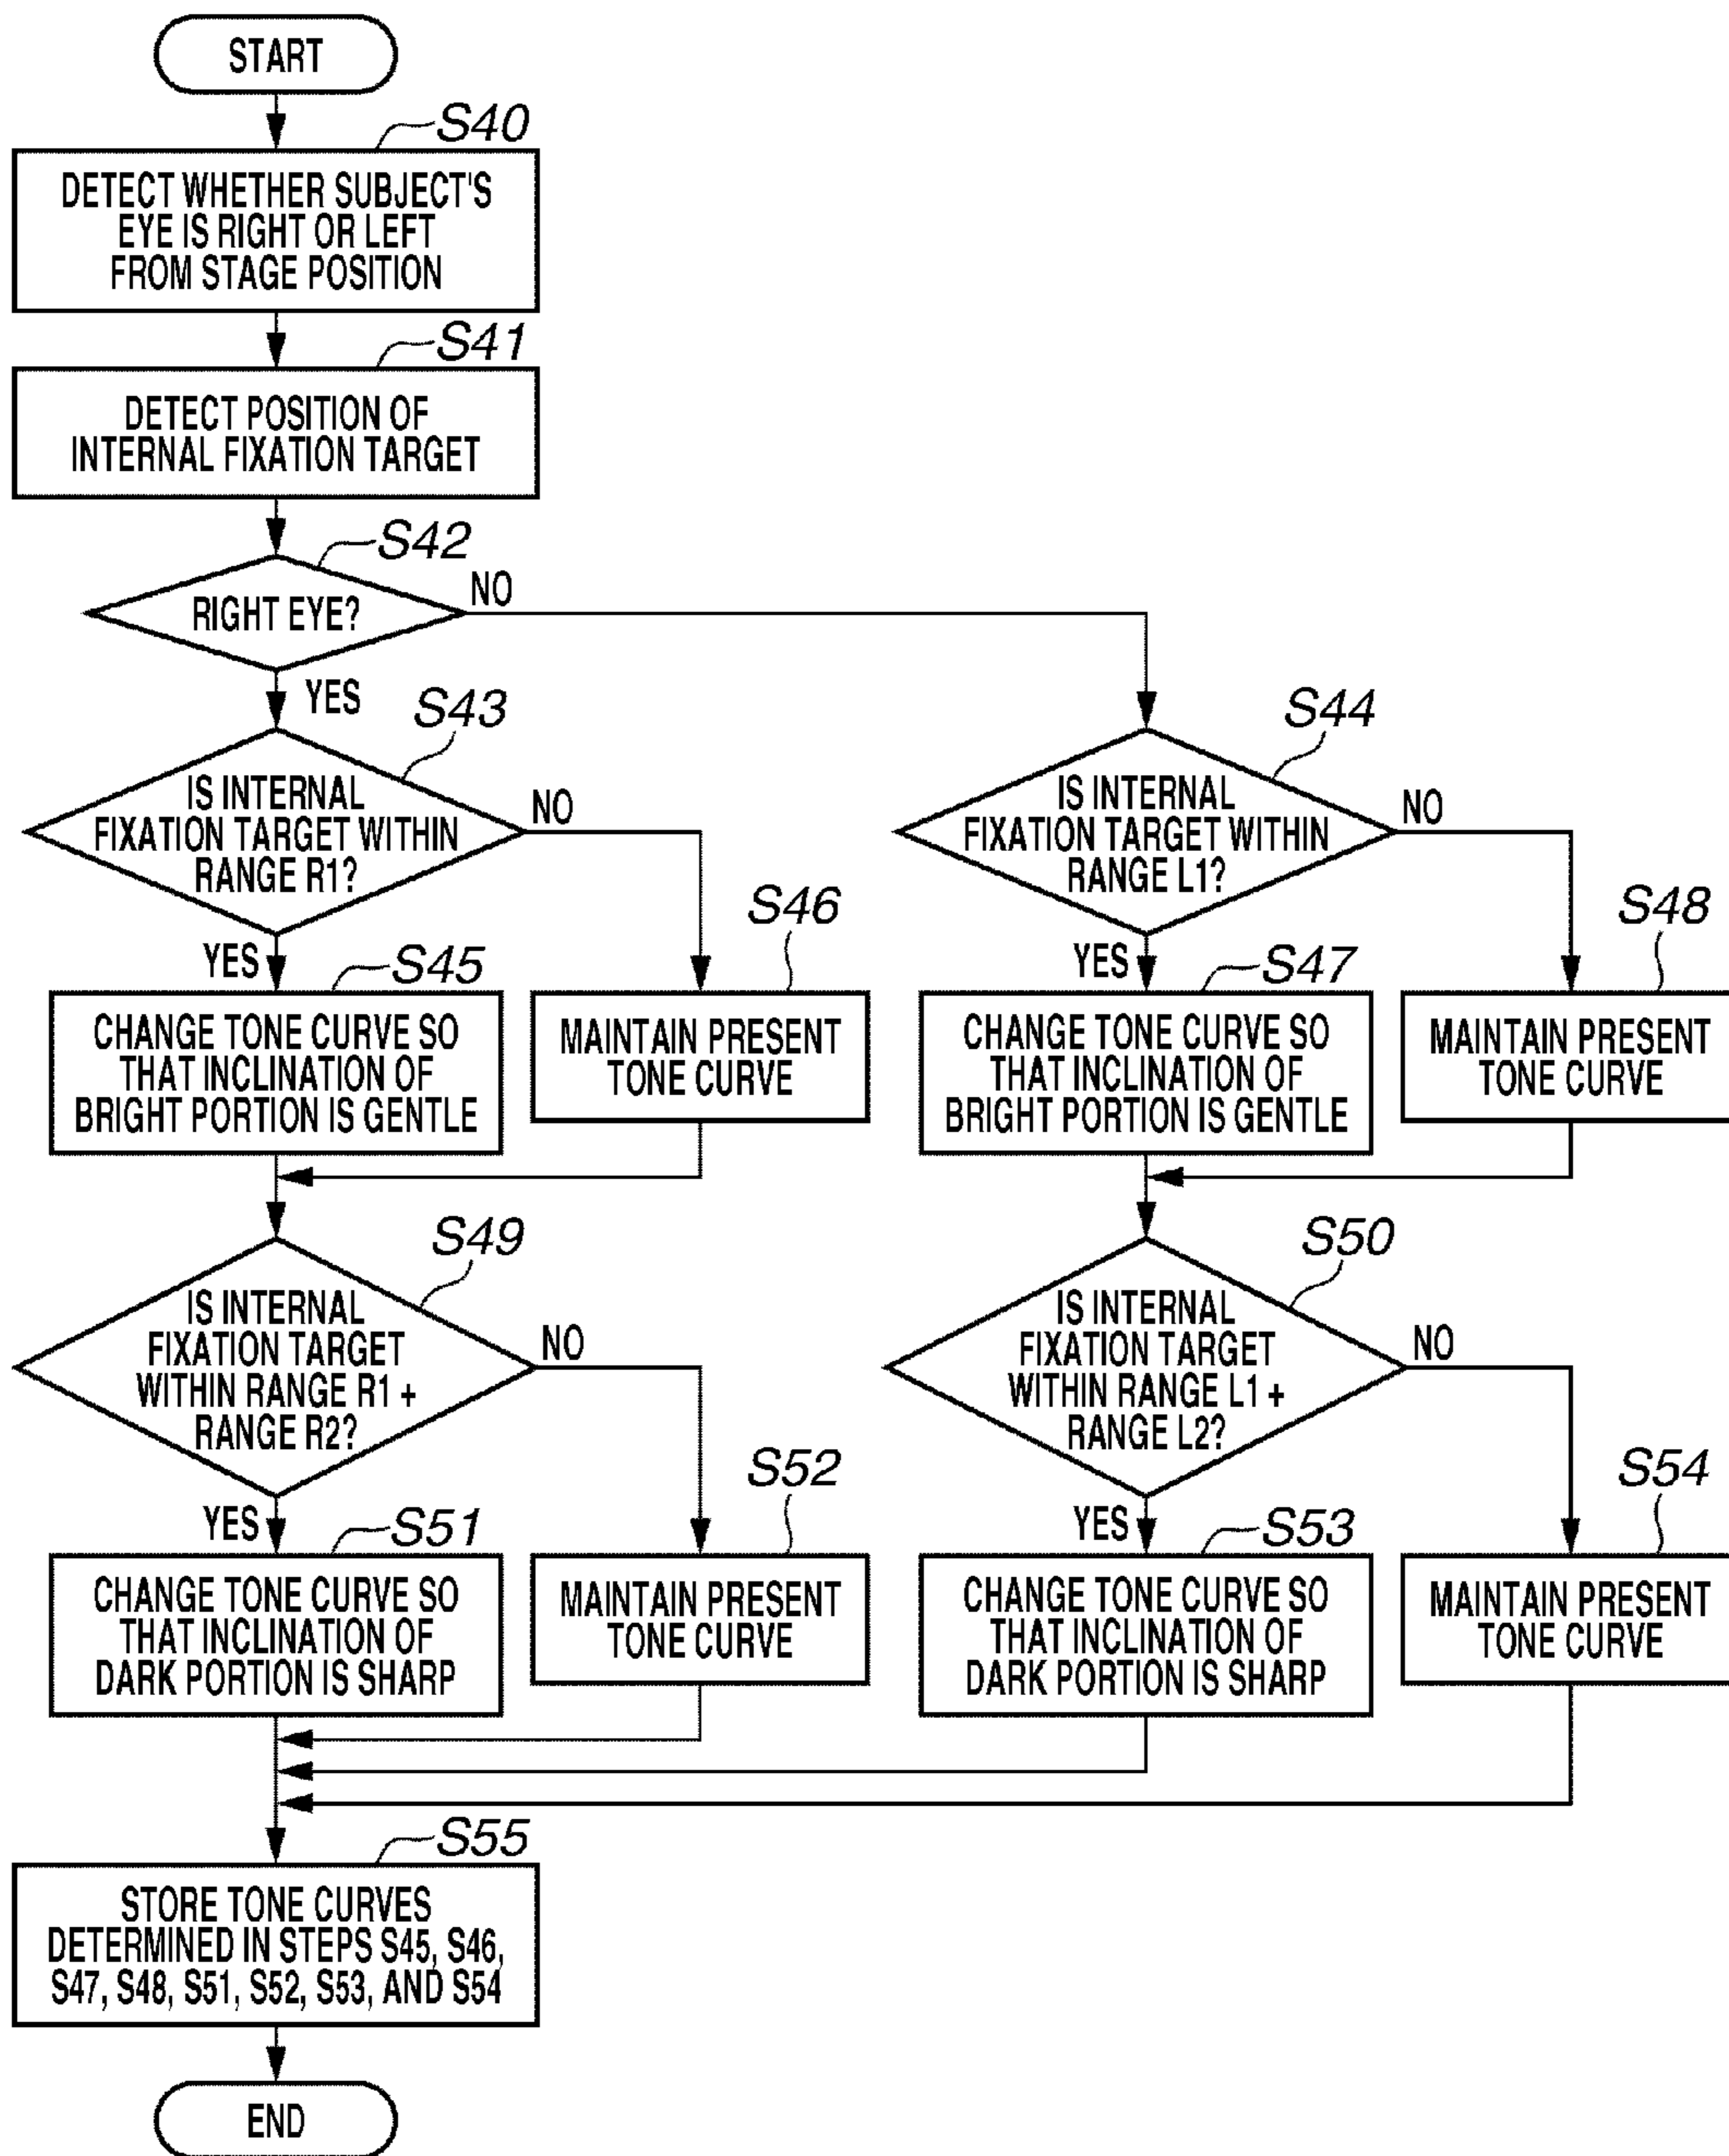 START
S40
DETECT WHETHER SUBJECT'S
EYE IS RIGHT OR LEFT
FROM STAGE POSITION
S41
DETECT POSITION OF
INTERNAL FIXATION TARGET
S42
RIGHT EYE?
NO
YES
S43
IS INTERNAL
FIXATION TARGET WITHIN
RANGE R1?
NO
YES
S44
IS INTERNAL
FIXATION TARGET WITHIN
RANGE L1?
NO
YES
S45
CHANGE TONE CURVE SO
THAT INCLINATION OF
BRIGHT PORTION IS GENTLE
S46
MAINTAIN PRESENT
TONE CURVE
S47
CHANGE TONE CURVE SO
THAT INCLINATION OF
BRIGHT PORTION IS GENTLE
S48
MAINTAIN PRESENT
TONE CURVE
S49
IS INTERNAL
FIXATION TARGET
WITHIN RANGE R1 +
RANGE R2?
NO
YES
S50
IS INTERNAL
FIXATION TARGET
WITHIN RANGE L1 +
RANGE L2?
NO
YES
S51
CHANGE TONE CURVE SO
THAT INCLINATION OF
DARK PORTION IS SHARP
S52
MAINTAIN PRESENT
TONE CURVE
S53
CHANGE TONE CURVE SO
THAT INCLINATION OF
DARK PORTION IS SHARP
S54
MAINTAIN PRESENT
TONE CURVE
S55
STORE TONE CURVES
DETERMINED IN STEPS S45, S46,
S47, S48, S51, S52, S53, AND S54
END